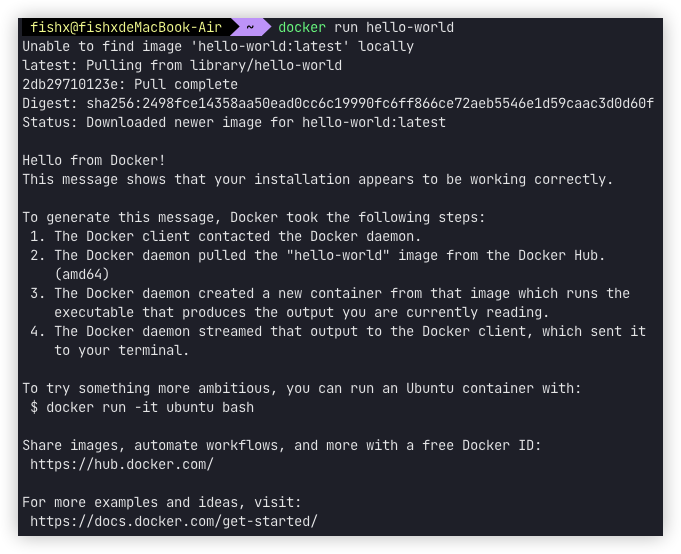 fishx@fishxdeMacBook-Air ~ docker run hello-world
Unable to find image 'hello-world:latest' locally
latest: Pulling from library/hello-world
2db29710123e: Pull complete
Digest: sha256:2498fce14358aa50ead0cc6c19990fc6ff866ce72aeb5546e1d59caac3d0d60f
Status: Downloaded newer image for hello-world:latest
Hello from Docker!
This message shows that your installation appears to be working correctly.
To generate this message, Docker took the following steps:
1. The Docker client contacted the Docker daemon.
2. The Docker daemon pulled the "hello-world" image from the Docker Hub.
(amd64)
3. The Docker daemon created a new container from that image which runs the
executable that produces the output you are currently reading.
4. The Docker daemon streamed that output to the Docker client, which sent it
to your terminal.
To try something more ambitious, you can run an Ubuntu container with:
$ docker run -it ubuntu bash
Share images, automate workflows, and more with a free Docker ID:
https://hub.docker.com/
For more examples and ideas, visit:
https://docs.docker.com/get-started/